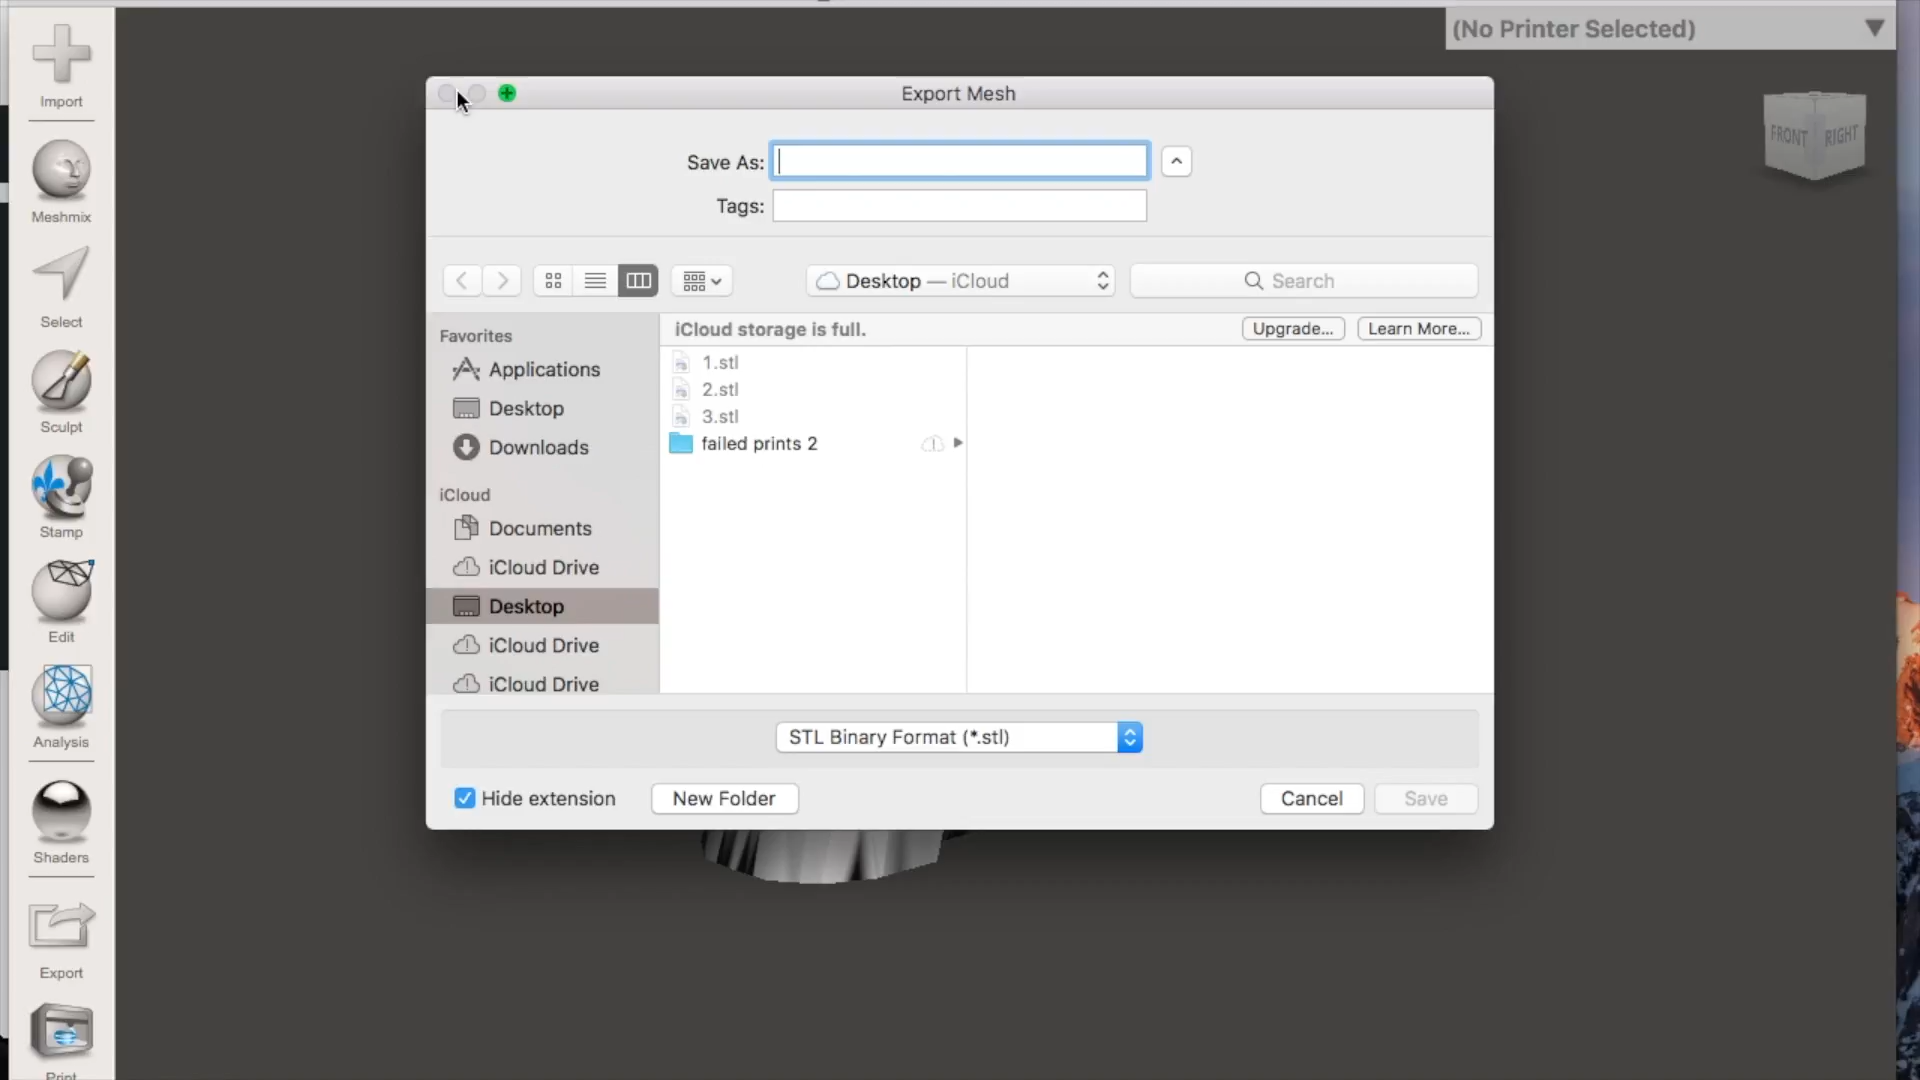 (No Printer Selected)
Import
Meshmix
Select
Sculpt
Stamp
Edit
Analysis
Shaders
Export
Print
FRONT
RIGHT
Export Mesh
Save As:
Tags:
Desktop — iCloud
Search
Favorites
Applications
Desktop
Downloads
iCloud
Documents
iCloud Drive
Desktop
iCloud Drive
iCloud Drive
iCloud storage is full.
Upgrade...
Learn More...
1.stl
2.stl
3.stl
failed prints 2
STL Binary Format (*.stl)
Hide extension
New Folder
Cancel
Save